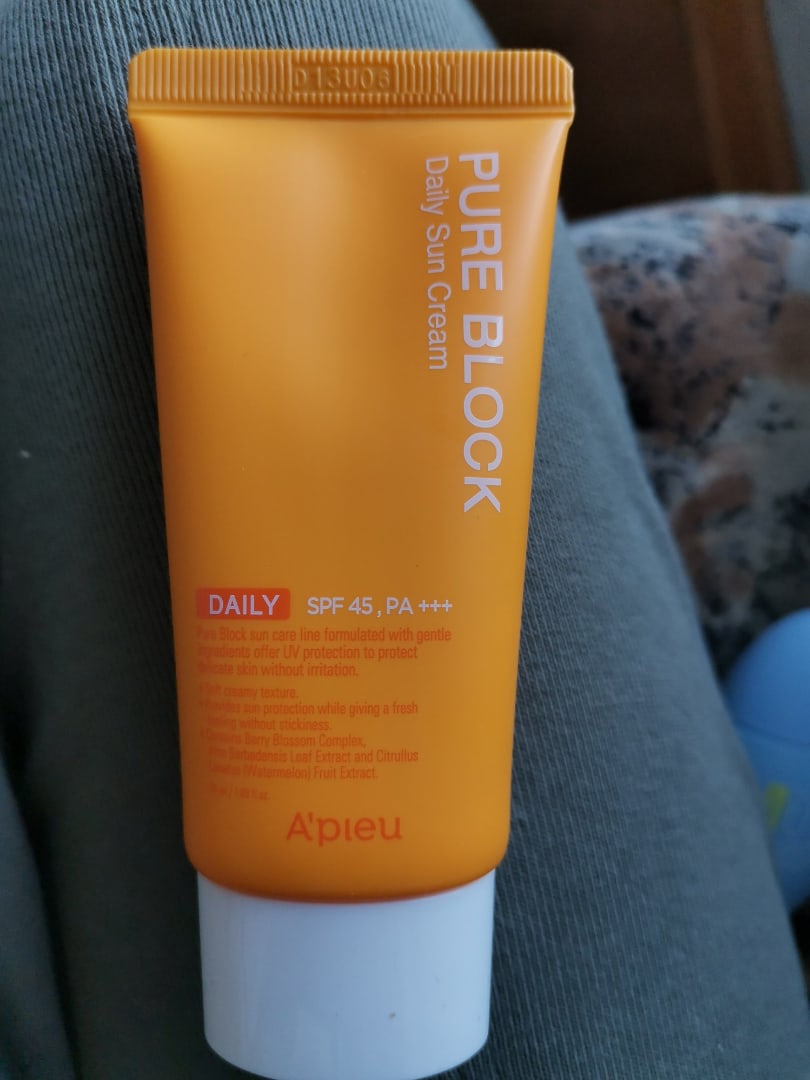 D13U06
PURE BLOCK
Daily Sun Cream
DAILY SPF 45, PA +++
Pure Block sun care line formulated with gentle
ingredients offer UV protection to protect
delicate skin without irritation.
• Soft creamy texture.
• Provides sun protection while giving a fresh
feeling without stickiness.
• Contains Berry Blossom Complex,
Aloe Barbadensis Leaf Extract and Citrullus
Lanatus (Watermelon) Fruit Extract.
A'pieu